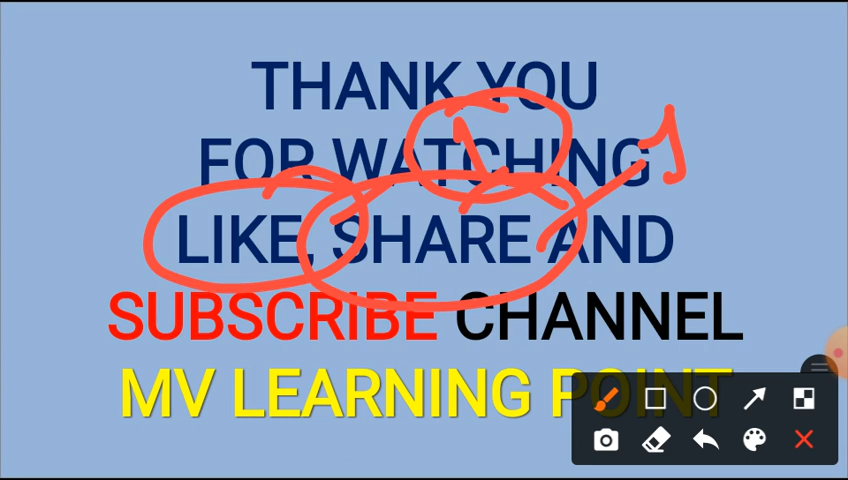 THANK YOU
FOR WATCHING
LIKE, SHARE AND
SUBSCRIBE CHANNEL
MV LEARNING POINT